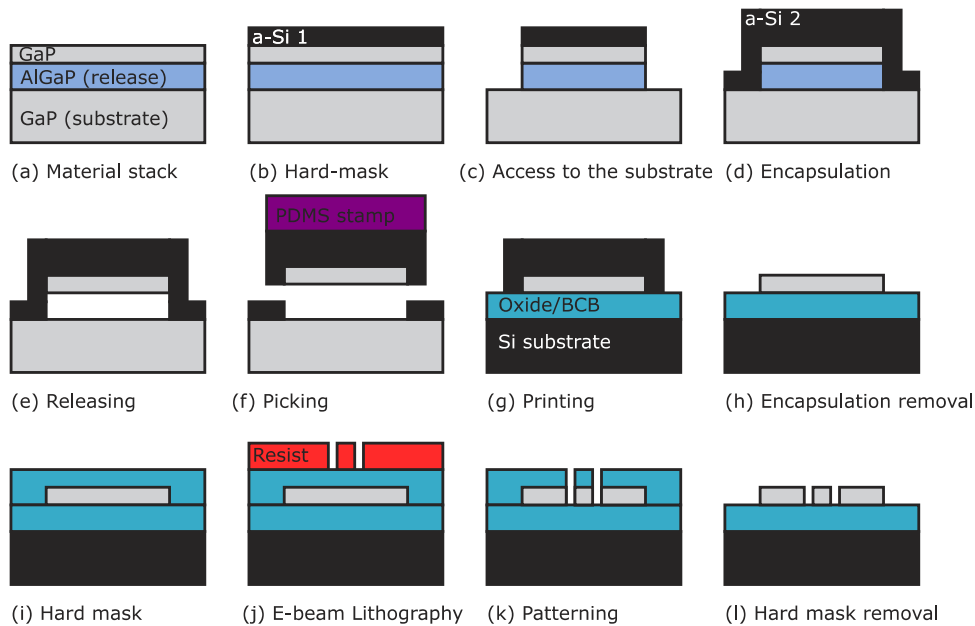 GaP
AlGaP (release)
GaP (substrate)
(a) Material stack
a-Si 1
(b) Hard-mask
(c) Access to the substrate
a-Si 2
(d) Encapsulation
(e) Releasing
PDMS stamp
(f) Picking
Oxide/BCB
Si substrate
(g) Printing
(h) Encapsulation removal
(i) Hard mask
Resist
(j) E-beam Lithography
(k) Patterning
(l) Hard mask removal